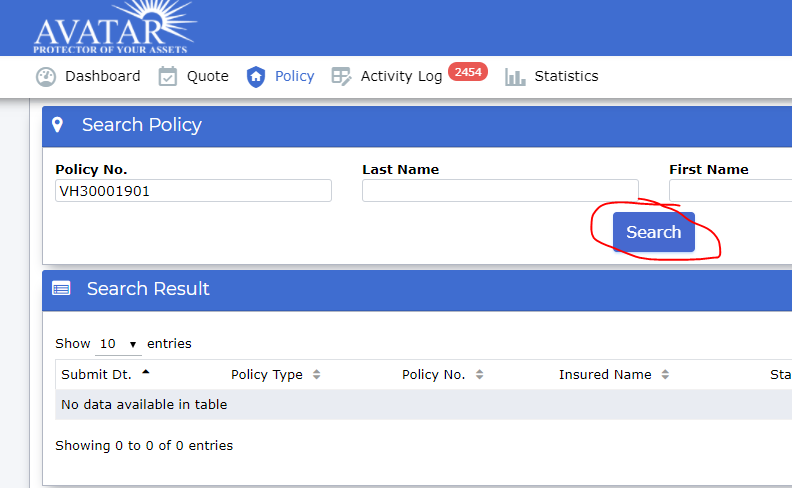 AVATAR
PROTECTOR OF YOUR ASSETS
Dashboard Quote Policy Activity Log 2454 Statistics
Search Policy
Policy No. Last Name First Name
VH30001901
Search
Search Result
Show 10 entries
Submit Dt. Policy Type Policy No. Insured Name Sta
No data available in table
Showing 0 to 0 of 0 entries